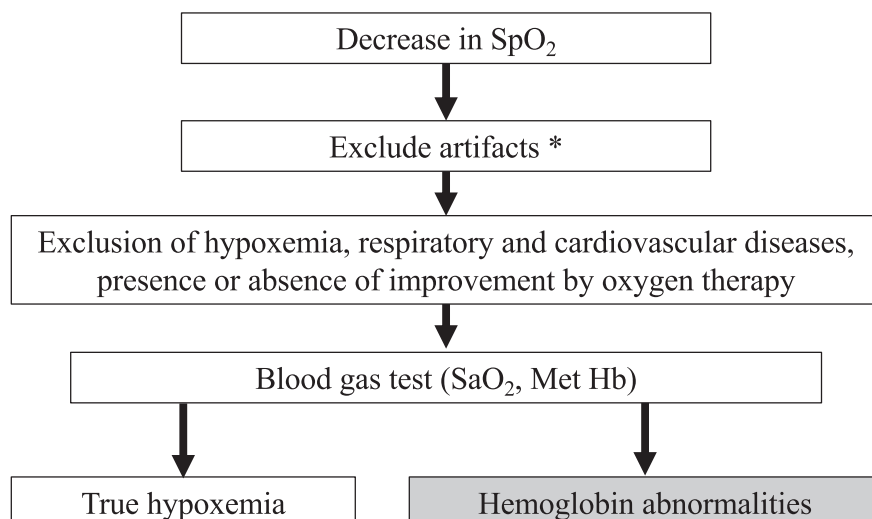 Decrease in SpO₂
Exclude artifacts *
Exclusion of hypoxemia, respiratory and cardiovascular diseases,
presence or absence of improvement by oxygen therapy
Blood gas test (SaO₂, Met Hb)
True hypoxemia
Hemoglobin abnormalities